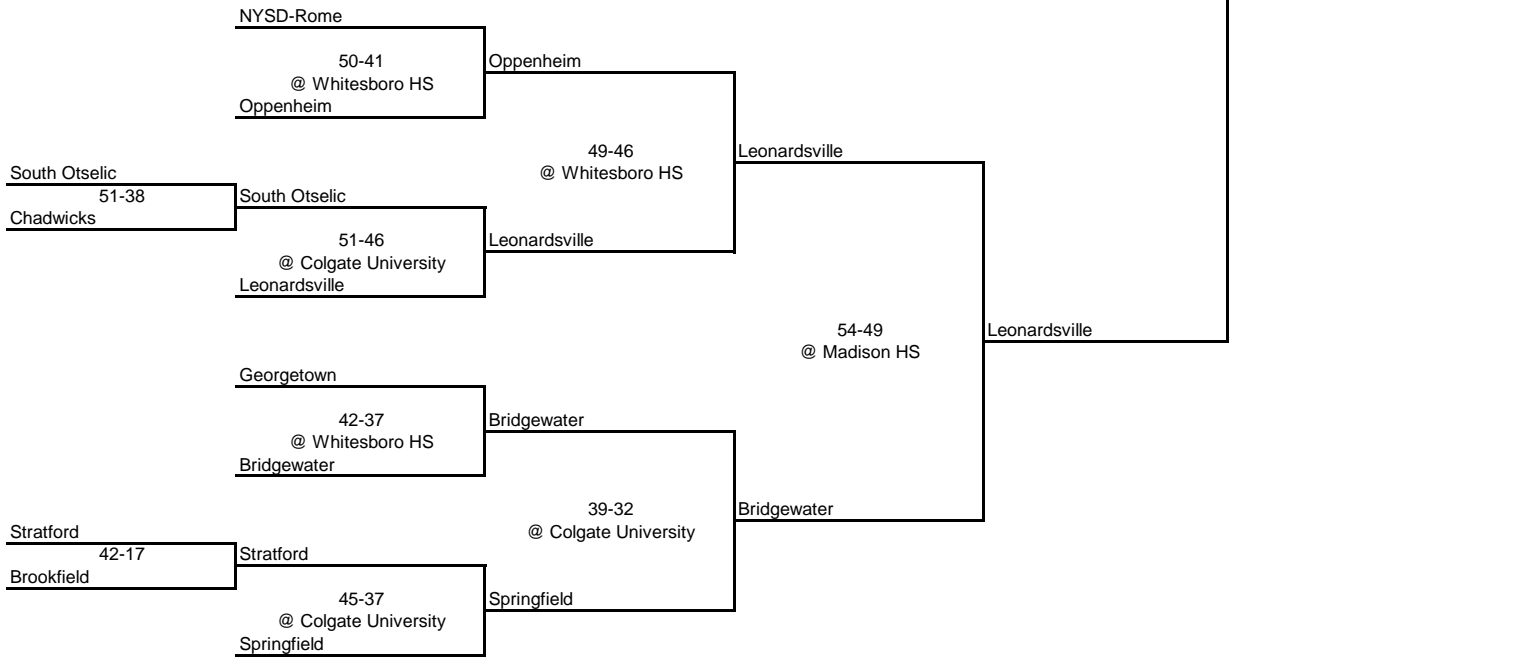 NYSD-Rome
50-41
@ Whitesboro HS
Oppenheim
Oppenheim
49-46
@ Whitesboro HS
Leonardsville
South Otselic
51-38
Chadwicks
South Otselic
51-46
@ Colgate University
Leonardsville
Leonardsville
54-49
@ Madison HS
Leonardsville
Georgetown
42-37
@ Whitesboro HS
Bridgewater
Bridgewater
39-32
@ Colgate University
Bridgewater
Stratford
42-17
Brookfield
Stratford
45-37
@ Colgate University
Springfield
Springfield